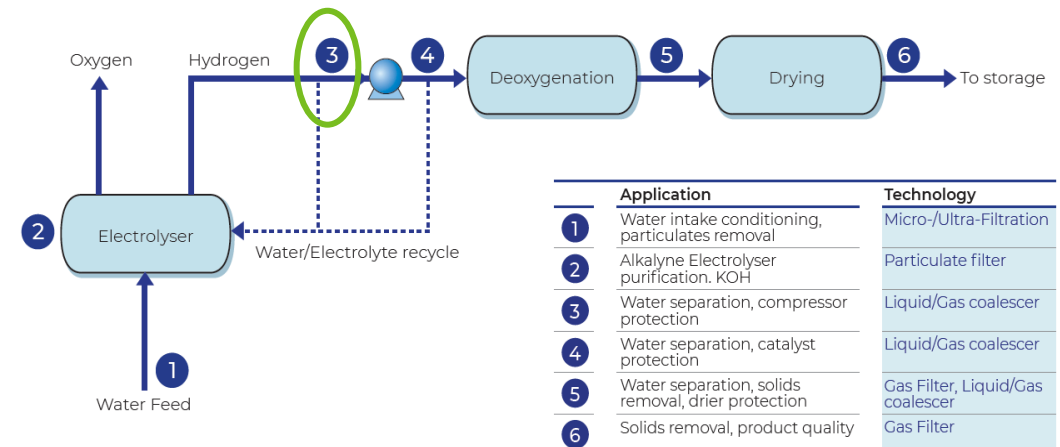 Oxygen
Hydrogen
3
4
Deoxygenation
5
Drying
6
To storage
2
Electrolyser
Water/Electrolyte recycle
1
Water Feed
Application
Technology
1
Water intake conditioning,
particulates removal
Micro-/Ultra-Filtration
2
Alkalyne Electrolyser
purification. KOH
Particulate filter
3
Water separation, compressor
protection
Liquid/Gas coalescer
4
Water separation, catalyst
protection
Liquid/Gas coalescer
5
Water separation, solids
removal, drier protection
Gas Filter, Liquid/Gas
coalescer
6
Solids removal, product quality
Gas Filter